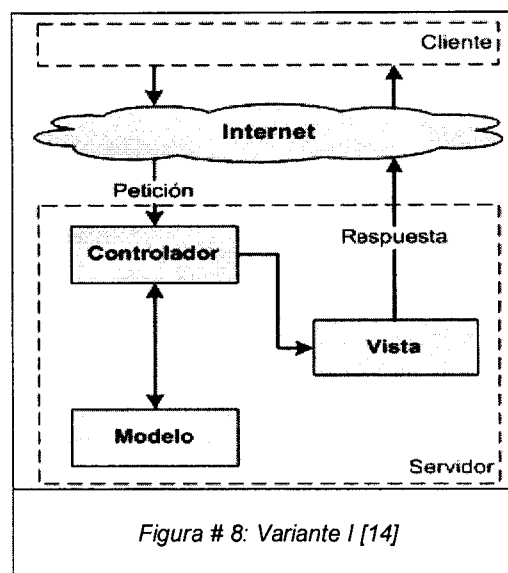 Cliente
Internet
Petición
Controlador
Respuesta
Vista
Modelo
Servidor
Figura # 8: Variante I [14]